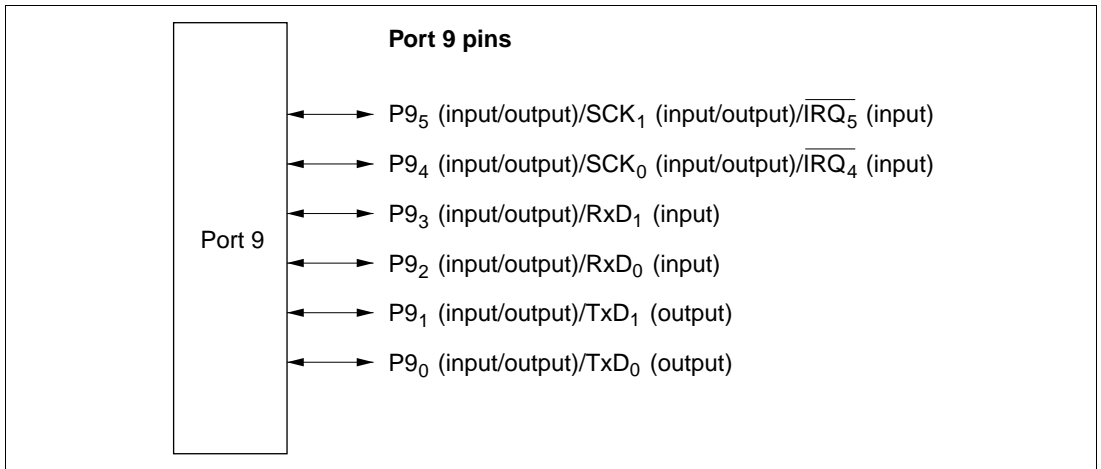 Port 9 pins
P9₅ (input/output)/SCK₁ (input/output)/I̅R̅Q̅₅̅ (input)
P9₄ (input/output)/SCK₀ (input/output)/I̅R̅Q̅₄̅ (input)
P9₃ (input/output)/RxD₁ (input)
Port 9
P9₂ (input/output)/RxD₀ (input)
P9₁ (input/output)/TxD₁ (output)
P9₀ (input/output)/TxD₀ (output)